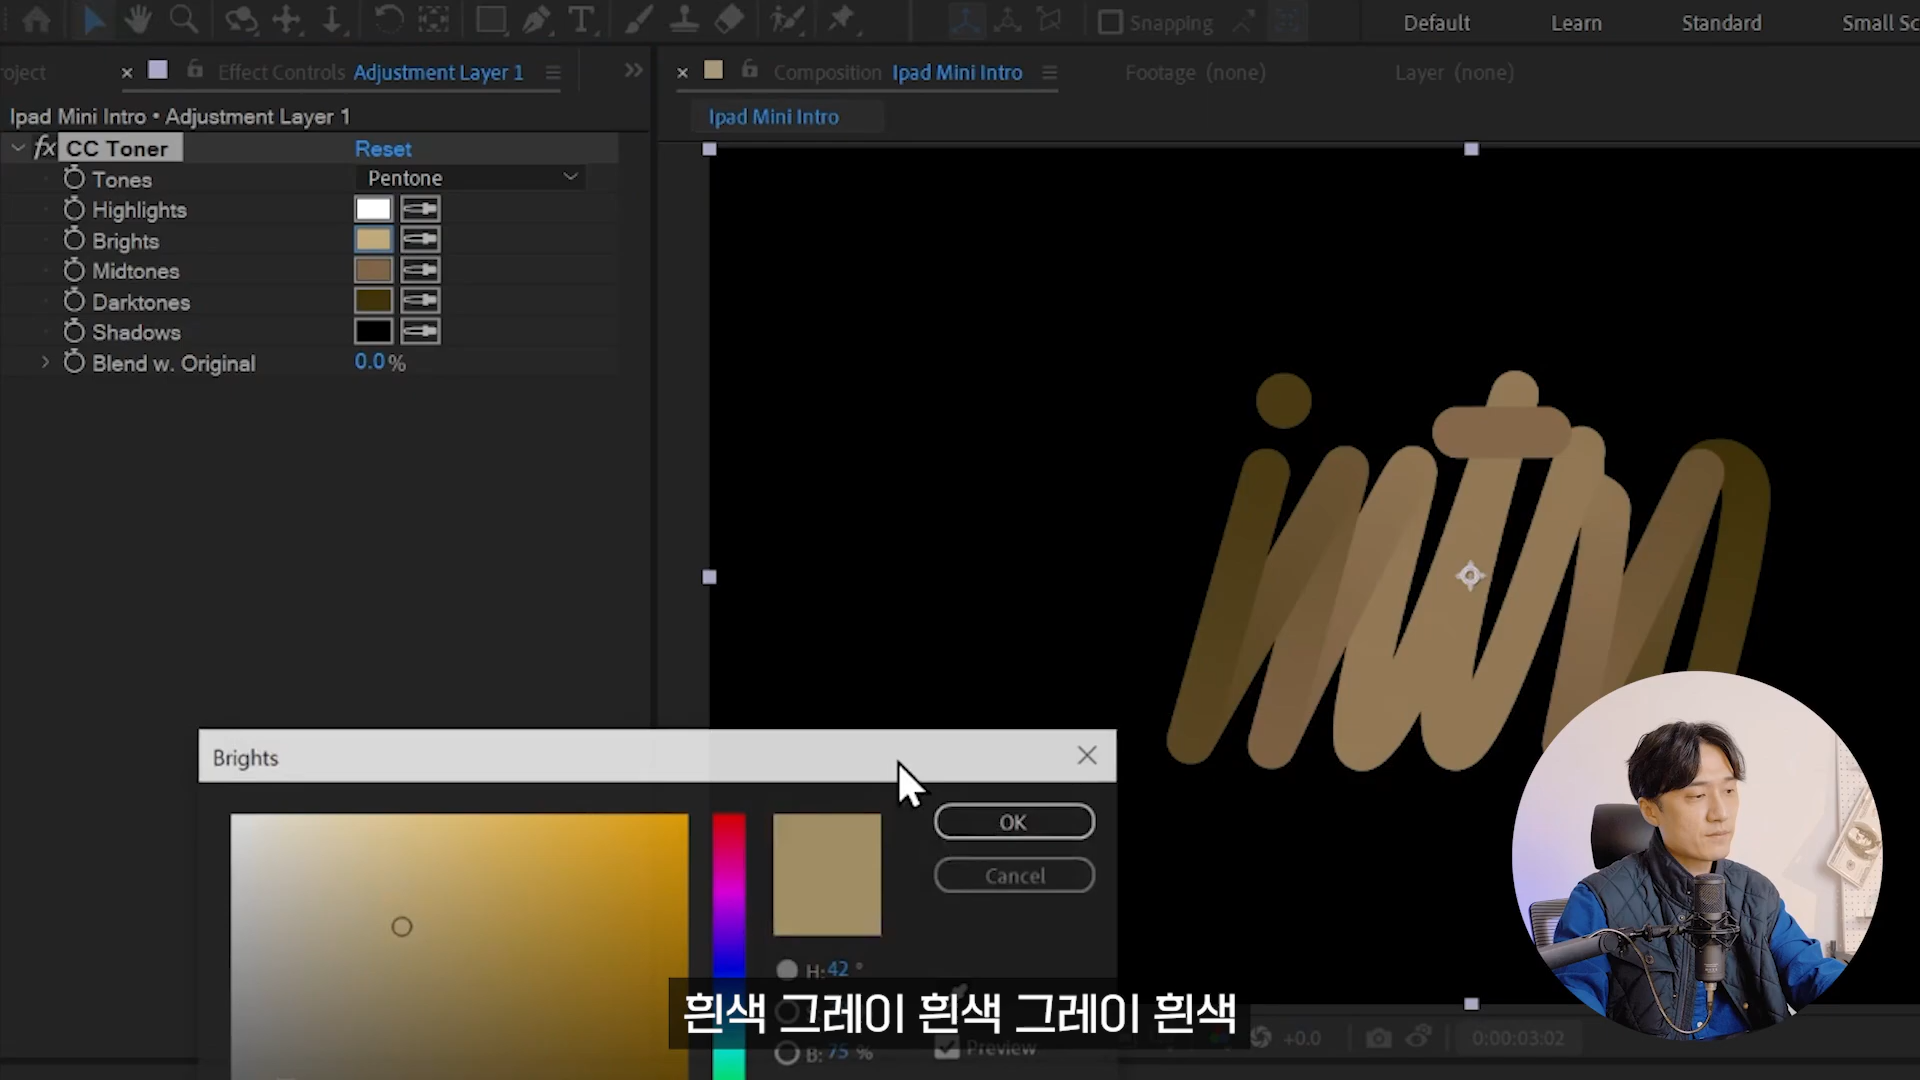 Snapping
Default
Learn
Standard
Small Sc
oject
Effect Controls Adjustment Layer 1
Composition Ipad Mini Intro
Footage (none)
Layer (none)
Ipad Mini Intro • Adjustment Layer 1
Ipad Mini Intro
fx CC Toner
Reset
Tones
Pentone
Highlights
Brights
Midtones
Darktones
Shadows
Blend w. Original
0.0 %
intro
Brights
OK
Cancel
H: 42 °
흰색 그레이 흰색 그레이 흰색
B: 75 %
Preview
+0.0
0:00:03:02